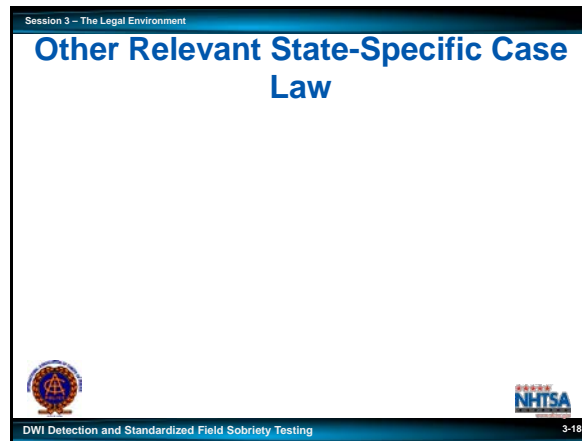 Session 3 – The Legal Environment
Other Relevant State-Specific Case
Law
NHTSA
DWI Detection and Standardized Field Sobriety Testing
3-18